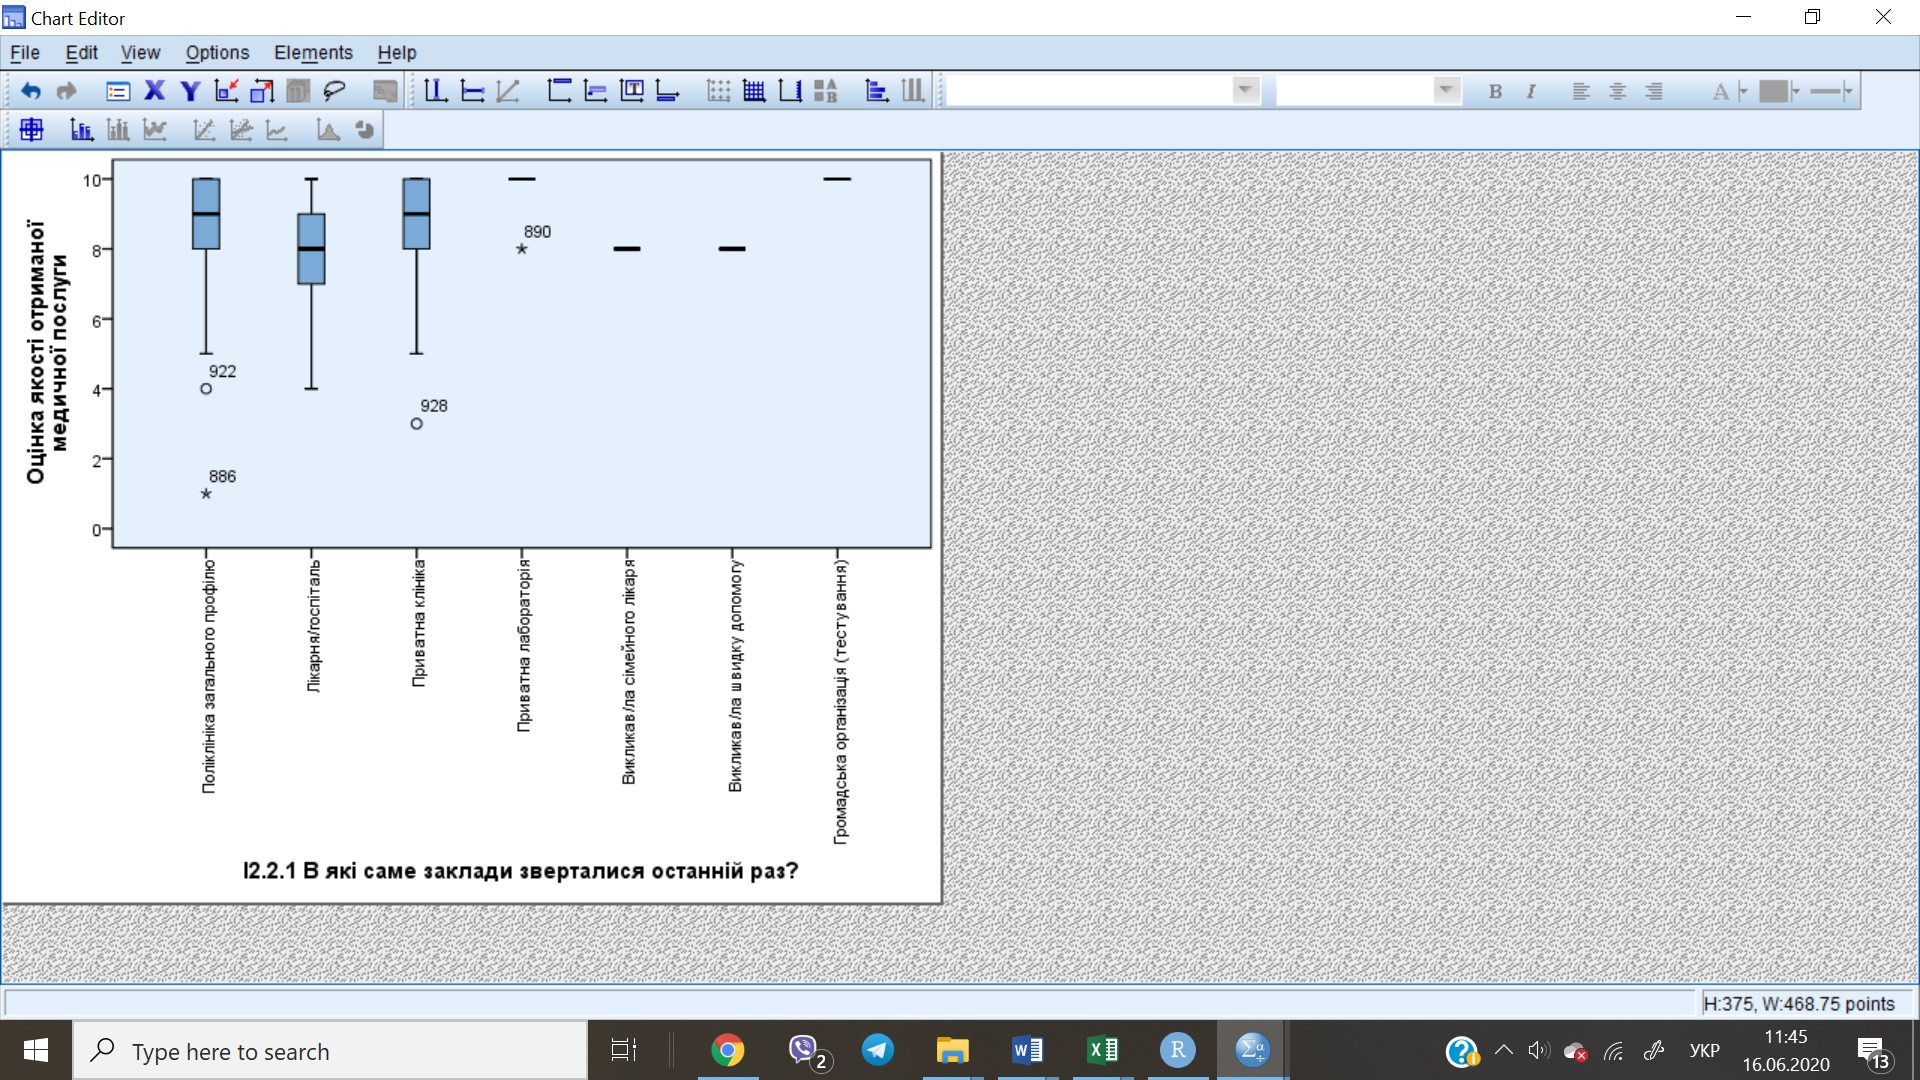 Chart Editor
File Edit View Options Elements Help
B I A
10
8
6
4
2
0
Оцінка якості отриманої
медичної послуги
922
886
928
890
Поліклініка загального профілю
Лікарня/госпіталь
Приватна клініка
Приватна лабораторія
Викликав/ла сімейного лікаря
Викликав/ла швидку допомогу
Громадська організація (тестування)
I2.2.1 В які саме заклади зверталися останній раз?
H:375, W:468.75 points
Type here to search
2
УКР
11:45
16.06.2020
13